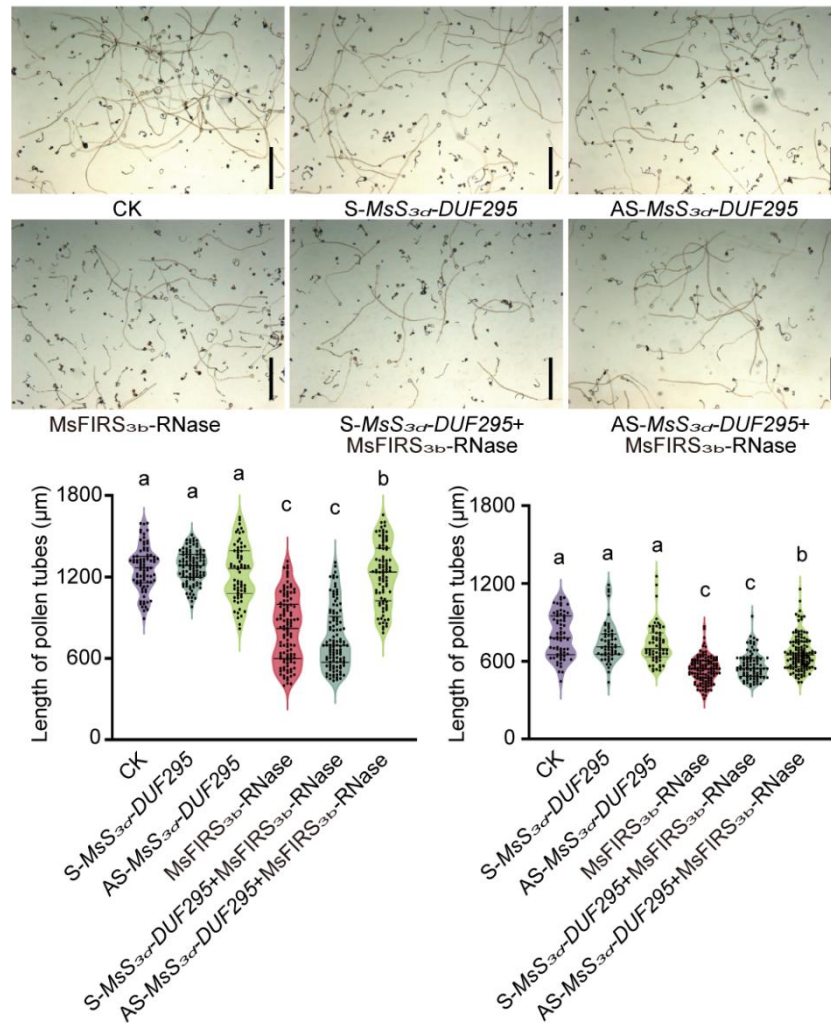 CK
S-MsS3d-DUF295
AS-MsS3d-DUF295
MsFIRS3b-RNase
S-MsS3d-DUF295+
MsFIRS3b-RNase
AS-MsS3d-DUF295+
MsFIRS3b-RNase
Length of pollen tubes (µm)
1800
1200
600
0
a
a
a
c
c
b
CK
S-MsS3d-DUF295
AS-MsS3d-DUF295
MsFIRS3b-RNase
S-MsS3d-DUF295+MsFIRS3b-RNase
AS-MsS3d-DUF295+MsFIRS3b-RNase
Length of pollen tubes (µm)
1800
1200
600
0
a
a
a
c
c
b
CK
S-MsS3d-DUF295
AS-MsS3d-DUF295
MsFIRS3b-RNase
S-MsS3d-DUF295+MsFIRS3b-RNase
AS-MsS3d-DUF295+MsFIRS3b-RNase